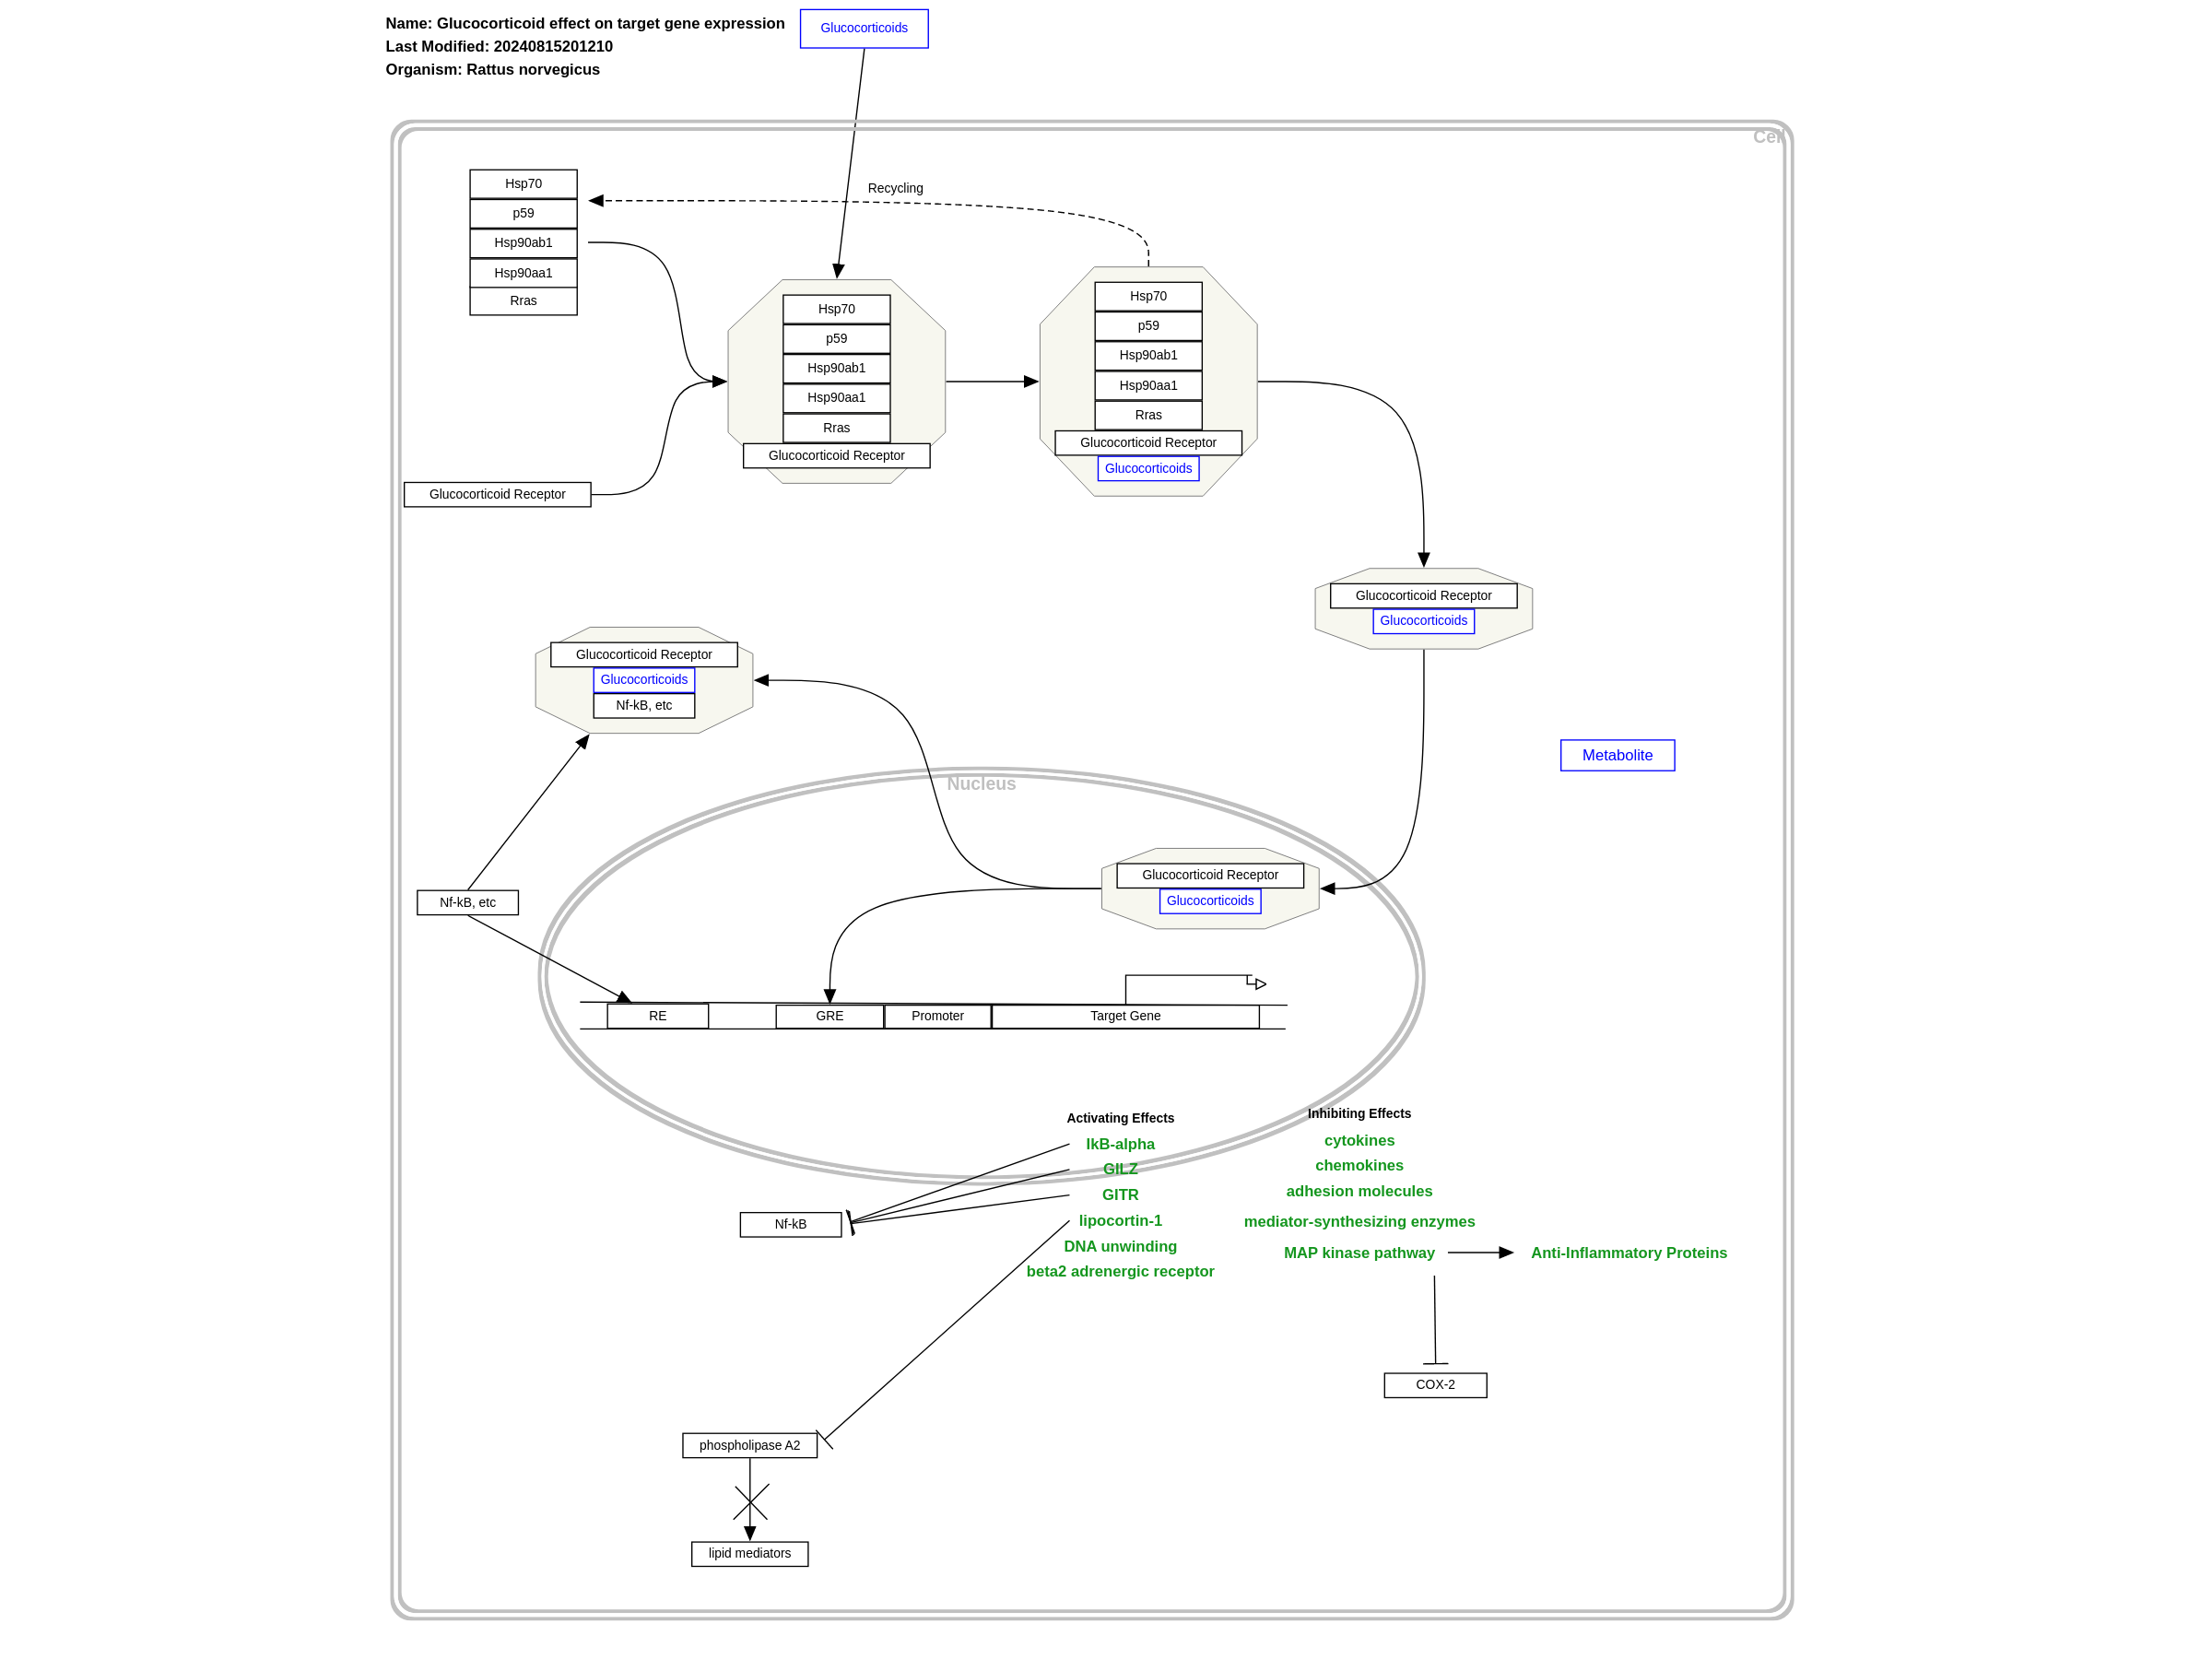 Name: Glucocorticoid effect on target gene expression
Last Modified: 20240815201210
Organism: Rattus norvegicus
Glucocorticoids
Cell
Recycling
Hsp70
p59
Hsp90ab1
Hsp90aa1
Rras
Hsp70
p59
Hsp90ab1
Hsp90aa1
Rras
Glucocorticoid Receptor
Hsp70
p59
Hsp90ab1
Hsp90aa1
Rras
Glucocorticoid Receptor
Glucocorticoids
Glucocorticoid Receptor
Glucocorticoid Receptor
Glucocorticoids
Glucocorticoid Receptor
Glucocorticoids
Nf-kB, etc
Metabolite
Nucleus
Glucocorticoid Receptor
Glucocorticoids
Nf-kB, etc
RE
GRE
Promoter
Target Gene
Activating Effects
IkB-alpha
GILZ
GITR
lipocortin-1
DNA unwinding
beta2 adrenergic receptor
Inhibiting Effects
cytokines
chemokines
adhesion molecules
mediator-synthesizing enzymes
MAP kinase pathway
Anti-Inflammatory Proteins
Nf-kB
COX-2
phospholipase A2
lipid mediators